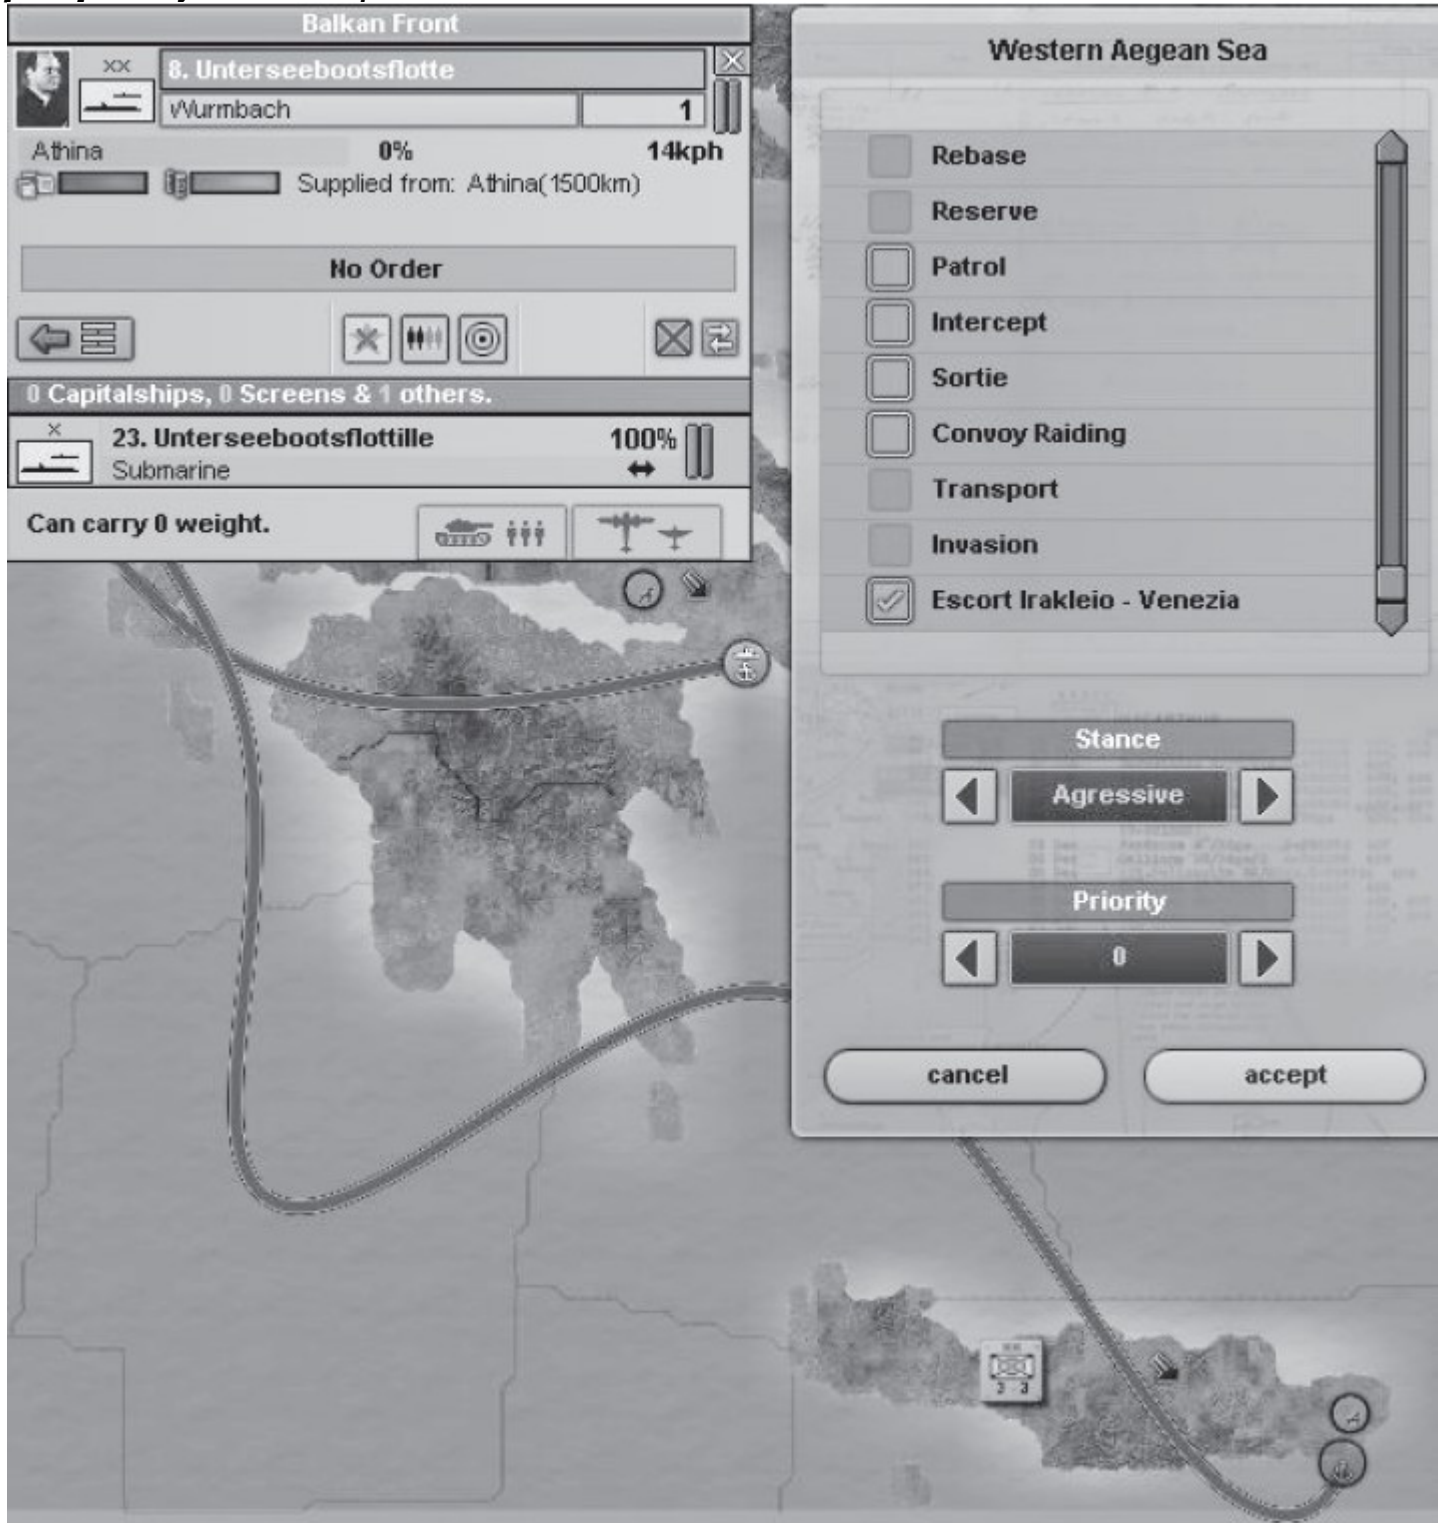 Balkan Front
xx
8. Unterseebootsflotte
Wurmbach
1
Athina
0%
14kph
Supplied from: Athina(1500km)
No Order
0 Capitalships, 0 Screens & 1 others.
x
23. Unterseebootsflottille
100%
Submarine
Can carry 0 weight.
Western Aegean Sea
Rebase
Reserve
Patrol
Intercept
Sortie
Convoy Raiding
Transport
Invasion
Escort Irakleio - Venezia
Stance
Agressive
Priority
0
cancel
accept
3 - 3